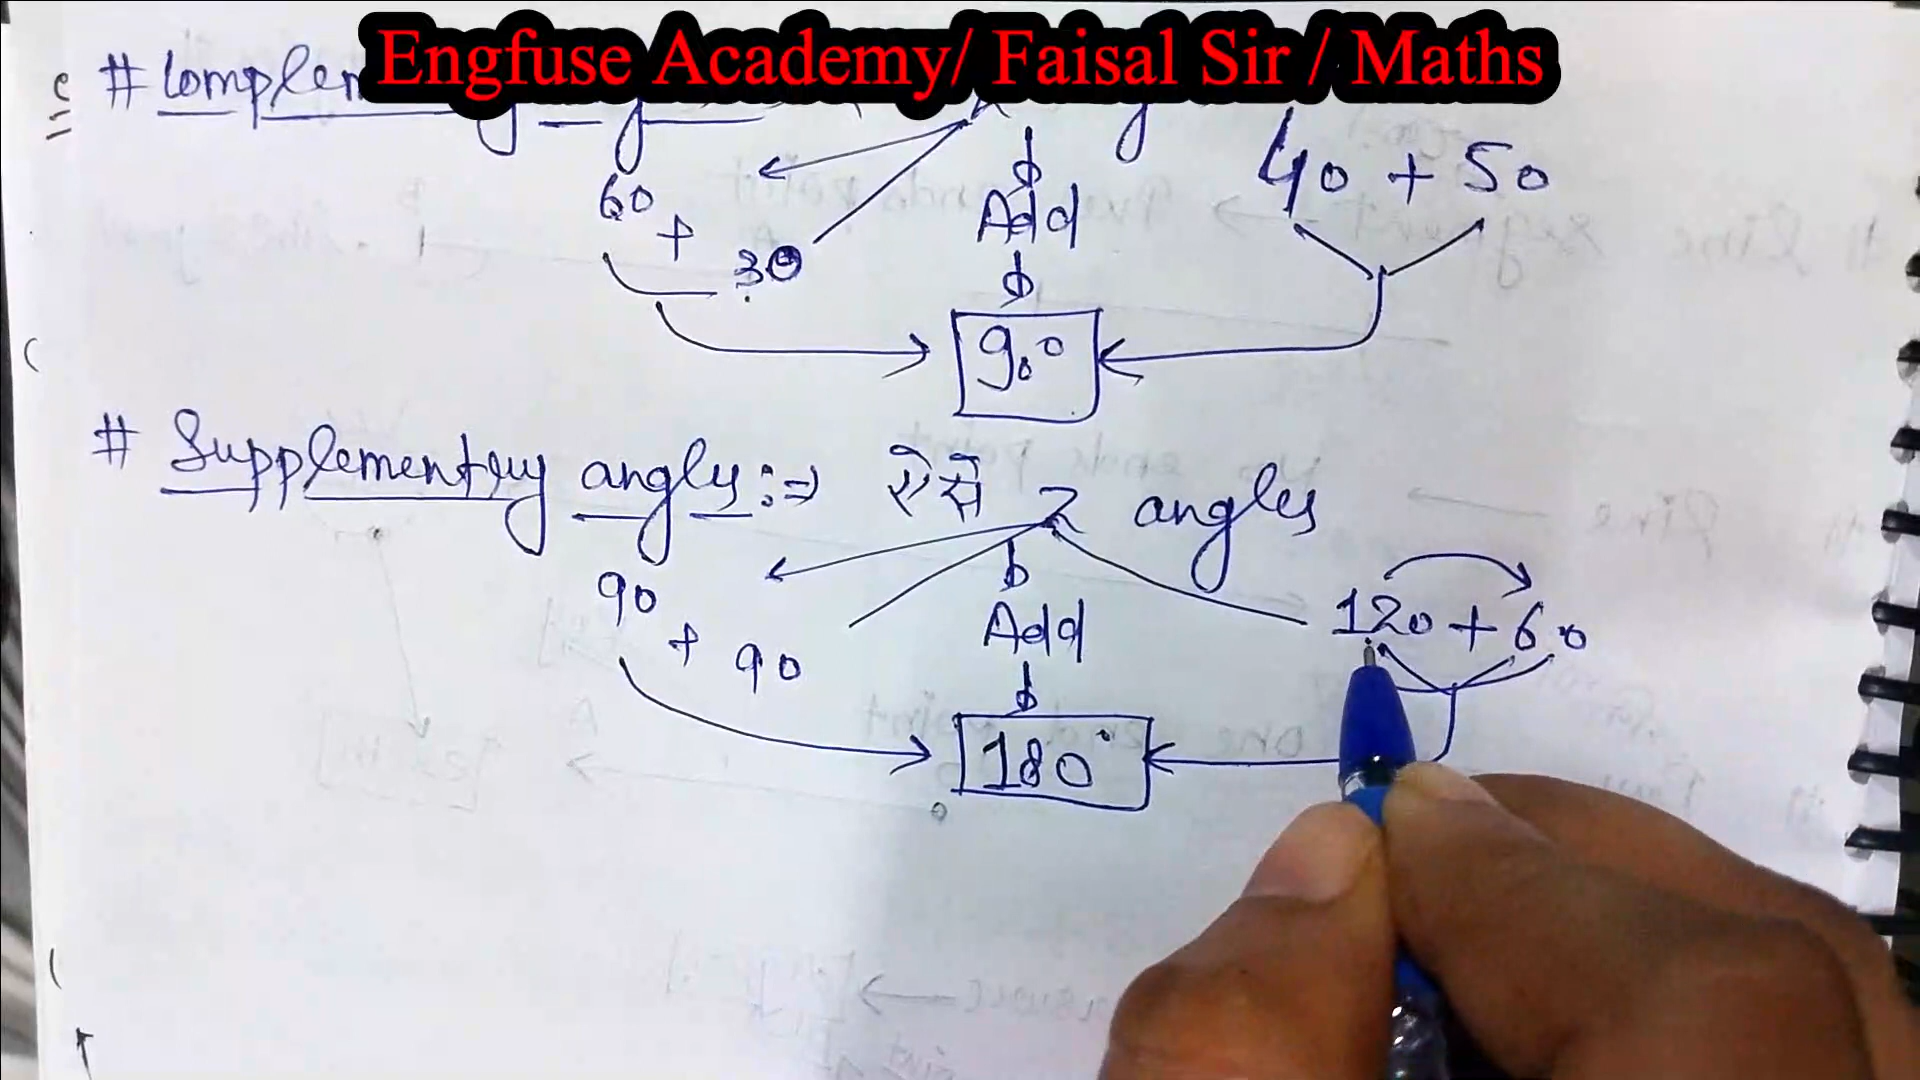 Engfuse Academy/ Faisal Sir / Maths
# Complem
60 + 30
Add
40 + 50
90°
# Supplementry angles :⇒ ऐसे 2 angles
90 + 90
Add
120 + 60
180°